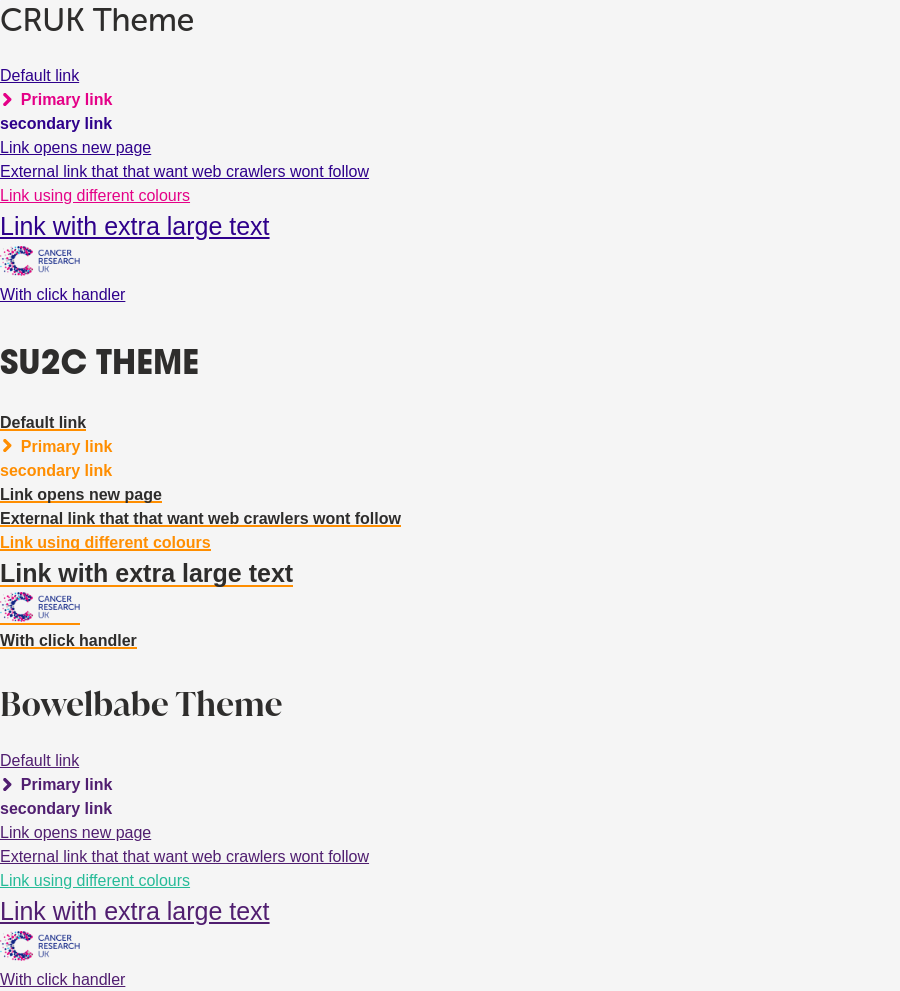 CRUK Theme
Default link
Primary link
secondary link
Link opens new page
External link that that want web crawlers wont follow
Link using different colours
Link with extra large text
CANCER
RESEARCH
UK
With click handler
SU2C THEME
Default link
Primary link
secondary link
Link opens new page
External link that that want web crawlers wont follow
Link using different colours
Link with extra large text
CANCER
RESEARCH
UK
With click handler
Bowelbabe Theme
Default link
Primary link
secondary link
Link opens new page
External link that that want web crawlers wont follow
Link using different colours
Link with extra large text
CANCER
RESEARCH
UK
With click handler